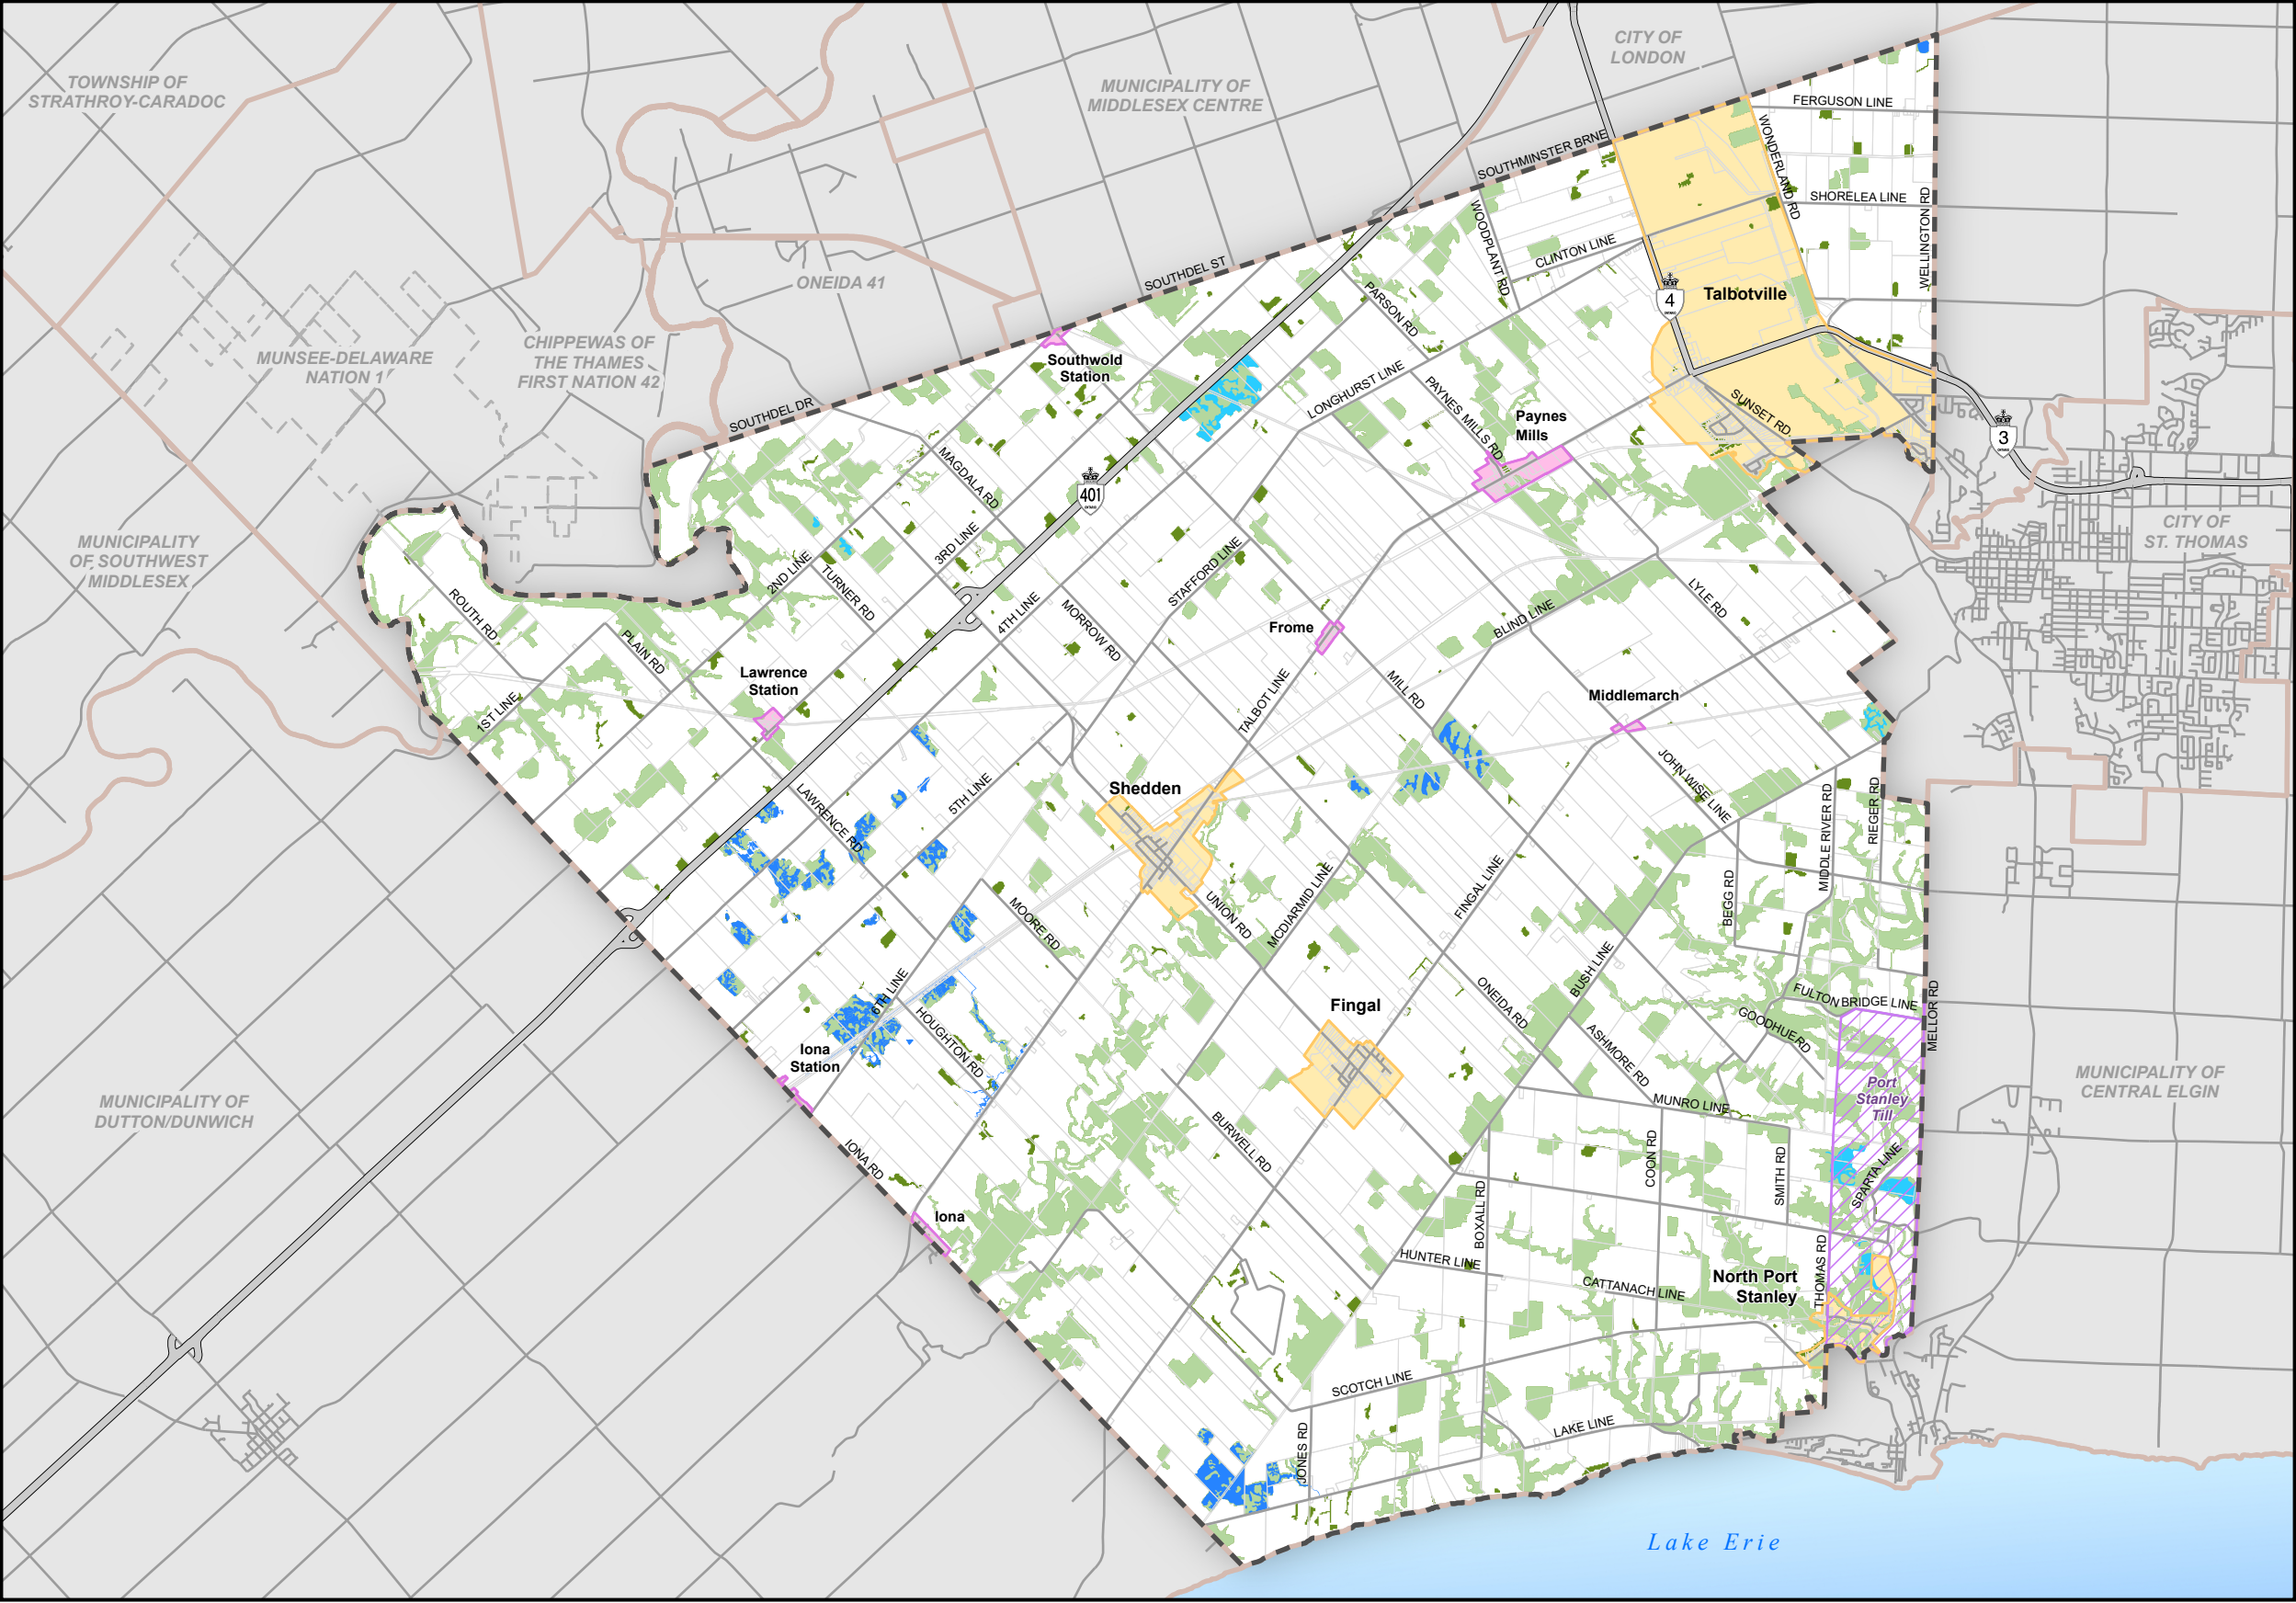 TOWNSHIP OF
STRATHROY-CARADOC
MUNICIPALITY OF
MIDDLESEX CENTRE
CITY OF
LONDON
FERGUSON LINE
WONDERLAND RD
SOUTHMINSTER BRNE
SHORELEA LINE
WELLINGTON RD
WOODPLANT RD
CLINTON LINE
ONEIDA 41
SOUTHDEL ST
PARSON RD
4
Talbotville
MUNSEE-DELAWARE
NATION 1
CHIPPEWAS OF
THE THAMES
FIRST NATION 42
Southwold
Station
LONGHURST LINE
PAYNES MILLS RD
Paynes
Mills
SUNSET RD
3
SOUTHDEL DR
MAGDALA RD
401
CITY OF
ST. THOMAS
MUNICIPALITY
OF SOUTHWEST
MIDDLESEX
3RD LINE
2ND LINE
TURNER RD
STAFFORD LINE
ROUTH RD
PLAIN RD
4TH LINE
MORROW RD
Frome
BLIND LINE
LYLE RD
Lawrence
Station
1ST LINE
TALBOT LINE
MILL RD
Middlemarch
JOHN WISE LINE
Shedden
5TH LINE
LAWRENCE RD
MIDDLE RIVER RD
RIEGER RD
BEGG RD
MOORE RD
UNION RD
MCDIARMID LINE
FINGAL LINE
BUSH LINE
6TH LINE
HOUGHTON RD
Fingal
ONEIDA RD
ASHMORE RD
FULTON BRIDGE LINE
GOODHUE RD
MELLOR RD
Iona
Station
MUNICIPALITY OF
DUTTON/DUNWICH
MUNICIPALITY OF
CENTRAL ELGIN
Port
Stanley
Till
MUNRO LINE
IONA RD
BURWELL RD
COON RD
SMITH RD
SPARTA LINE
BOXALL RD
Iona
HUNTER LINE
CATTANACH LINE
North Port
Stanley
THOMAS RD
SCOTCH LINE
LAKE LINE
JONES RD
Lake Erie